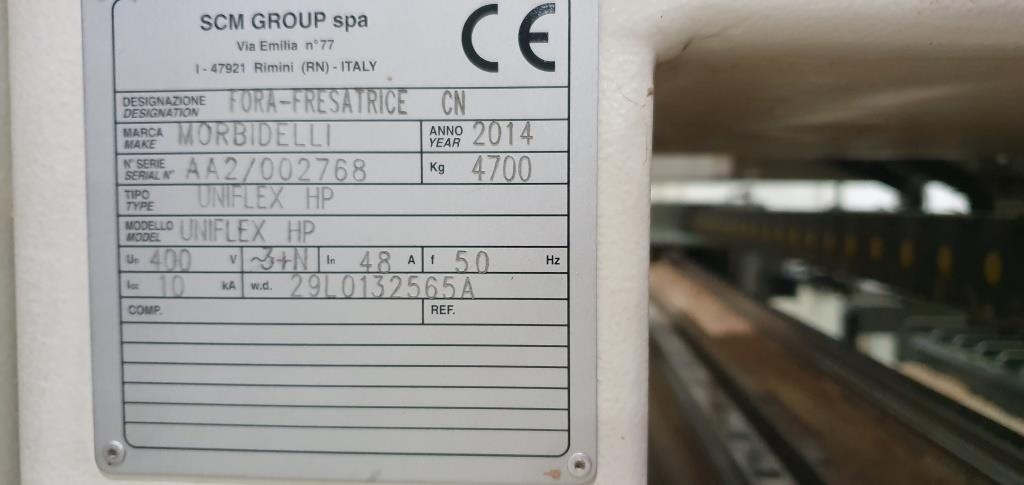 SCM GROUP spa
Via Emilia n°77
I - 47921 Rimini (RN) - ITALY
CE
DESIGNAZIONE
DESIGNATION
FORA-FRESATRICE CN
MARCA
MAKE
MORBIDELLI
ANNO
YEAR
2014
N° SERIE
SERIAL N°
AA2/002768
Kg 4700
TIPO
TYPE
UNIFLEX HP
MODELLO
MODEL
UNIFLEX HP
Un 400 V ~3+N In 48 A f 50 Hz
Icc 10 kA w.d. 29L0132565A
COMP. REF.